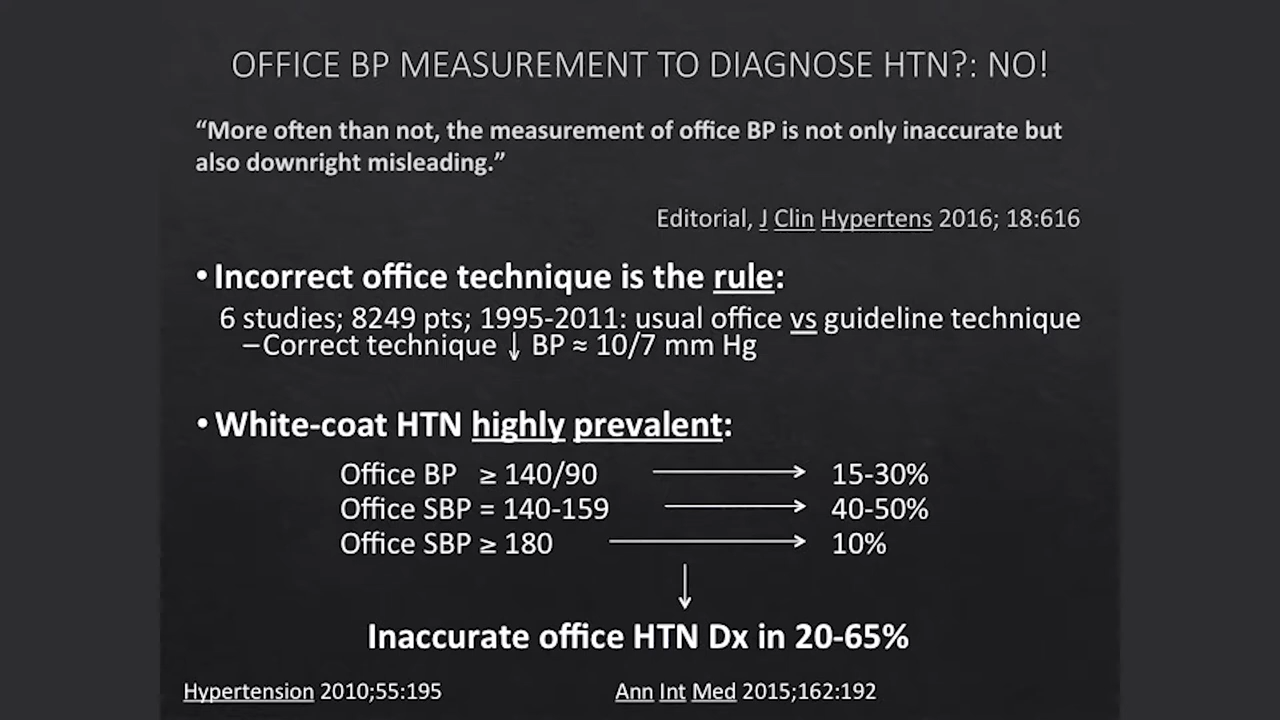 OFFICE BP MEASUREMENT TO DIAGNOSE HTN?: NO!
“More often than not, the measurement of office BP is not only inaccurate but
also downright misleading.”
Editorial, J Clin Hypertens 2016; 18:616
• Incorrect office technique is the rule:
6 studies; 8249 pts; 1995-2011: usual office vs guideline technique
–Correct technique ↓ BP ≈ 10/7 mm Hg
• White-coat HTN highly prevalent:
Office BP ≥ 140/90 → 15-30%
Office SBP = 140-159 → 40-50%
Office SBP ≥ 180 → 10%
↓
Inaccurate office HTN Dx in 20-65%
Hypertension 2010;55:195 Ann Int Med 2015;162:192